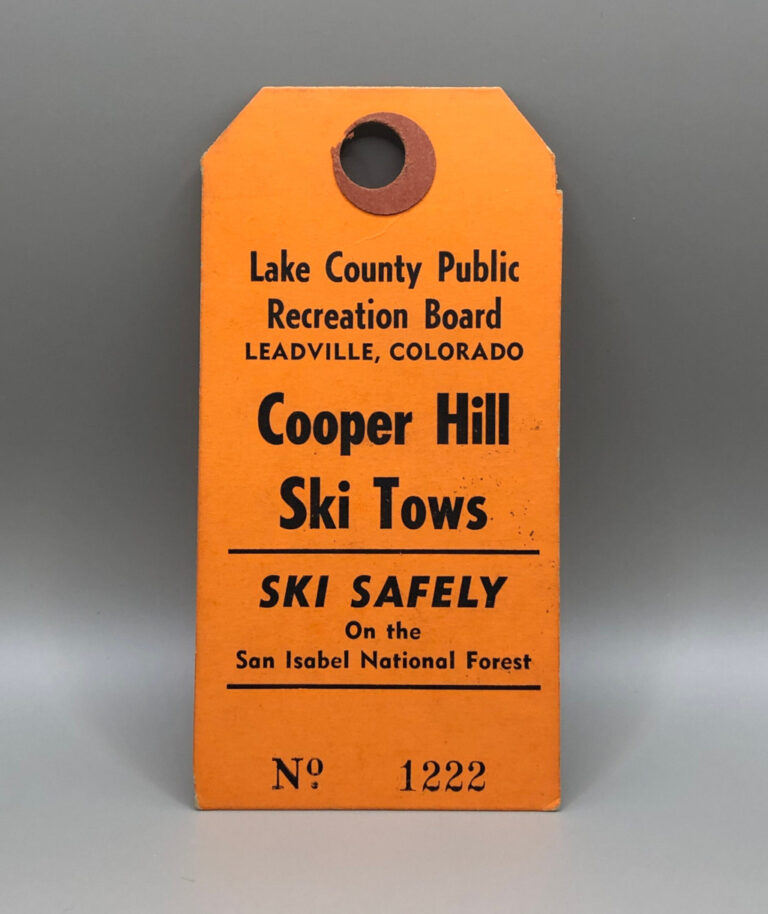 Lake County Public
Recreation Board
LEADVILLE, COLORADO
Cooper Hill
Ski Tows
SKI SAFELY
On the
San Isabel National Forest
Nº 1222